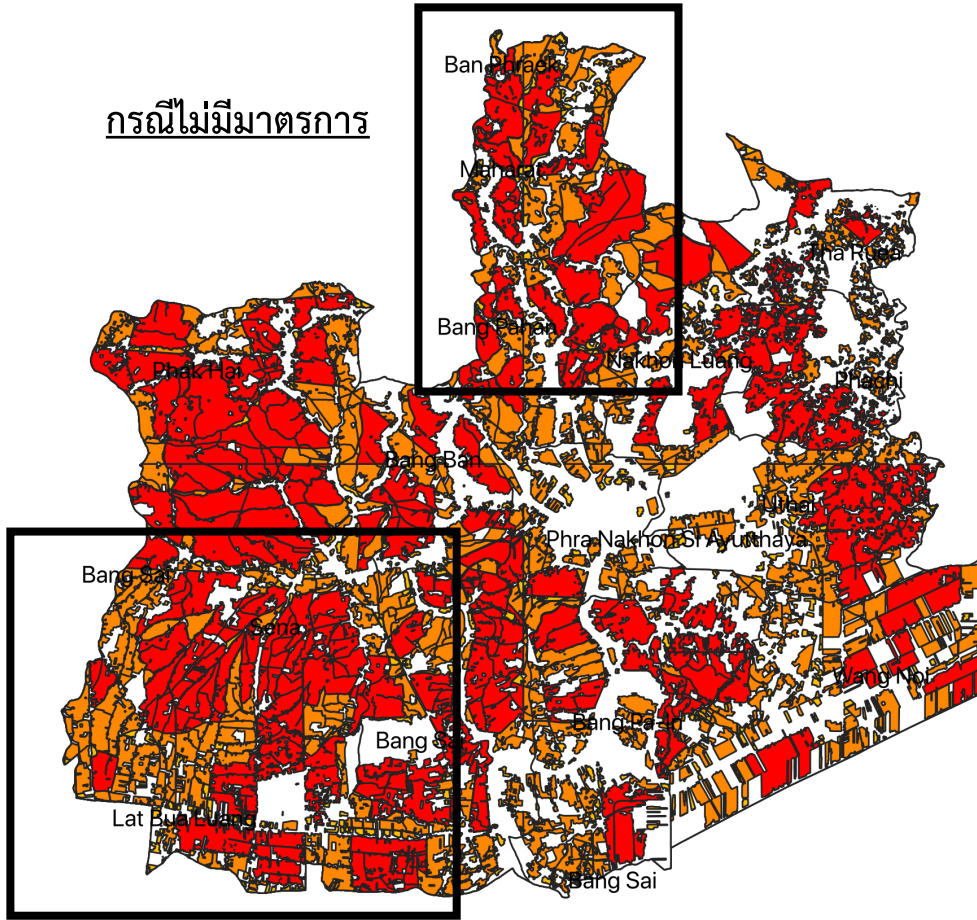 Ban Phraek
กรณีไม่มีมาตรการ
Maharat
Tha Ruea
Bang Pahan
Nakhon Luang
Phak Hai
Phachi
Bang Ban
Uthai
Phra Nakhon Si Ayutthaya
Bang Sai
Sena
Wang Noi
Bang Pa-in
Bang Sai
Lat Bua Luang
Bang Sai